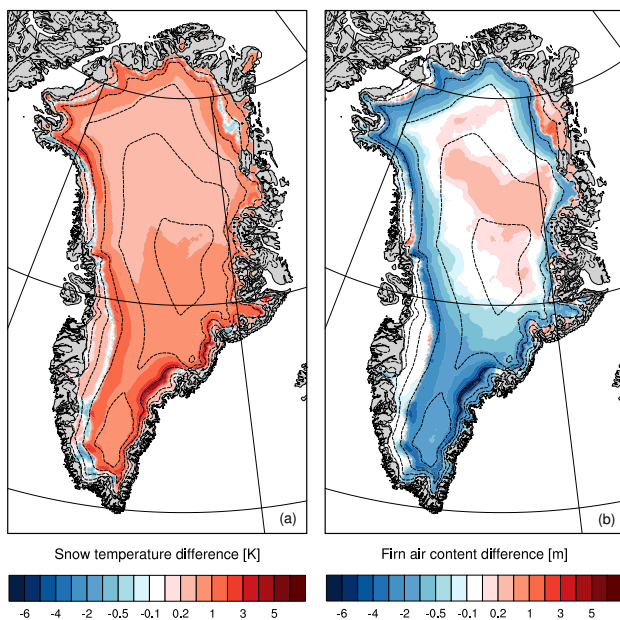 (a)
(b)
Snow temperature difference [K]
Firn air content difference [m]
-6 -4 -2 -0.5 -0.1 0.2 1 3 5
-6 -4 -2 -0.5 -0.1 0.2 1 3 5